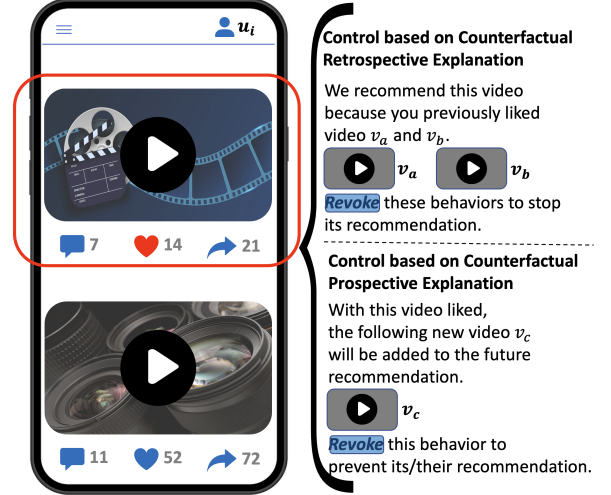 u_i
7 14 21
11 52 72
Control based on Counterfactual
Retrospective Explanation
We recommend this video
because you previously liked
video v_a and v_b.
v_a v_b
Revoke these behaviors to stop
its recommendation.
Control based on Counterfactual
Prospective Explanation
With this video liked,
the following new video v_c
will be added to the future
recommendation.
v_c
Revoke this behavior to
prevent its/their recommendation.